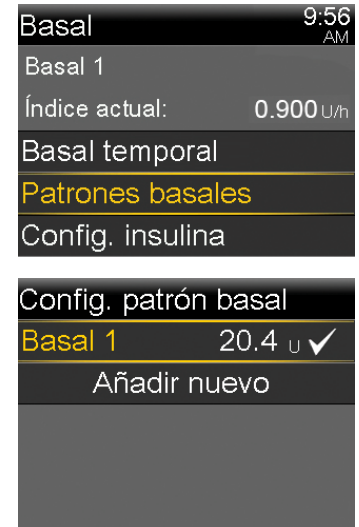 Basal 9:56 AM
Basal 1
Índice actual: 0.900 U/h
Basal temporal
Patrones basales
Config. insulina
Config. patrón basal
Basal 1 20.4 U
Añadir nuevo